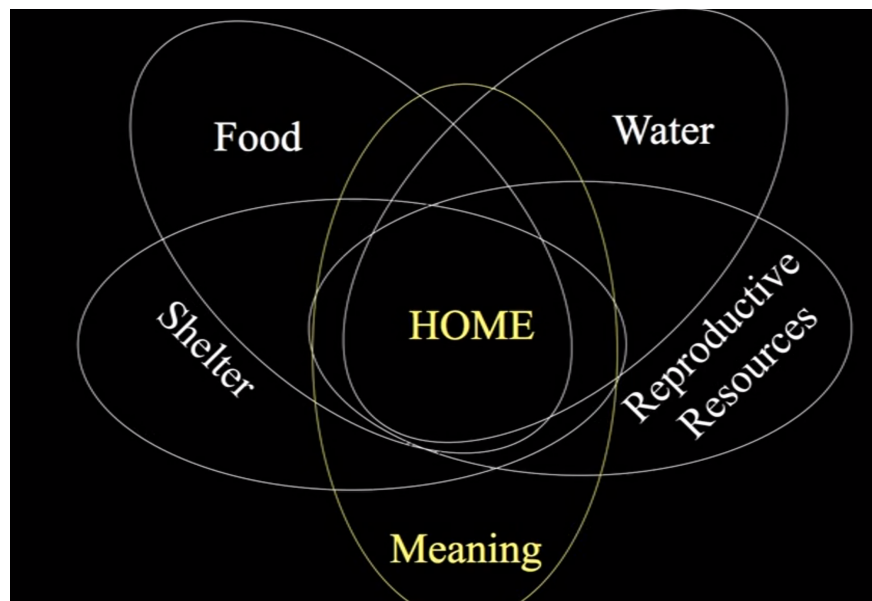 Food
Water
HOME
Shelter
Reproductive
Resources
Meaning